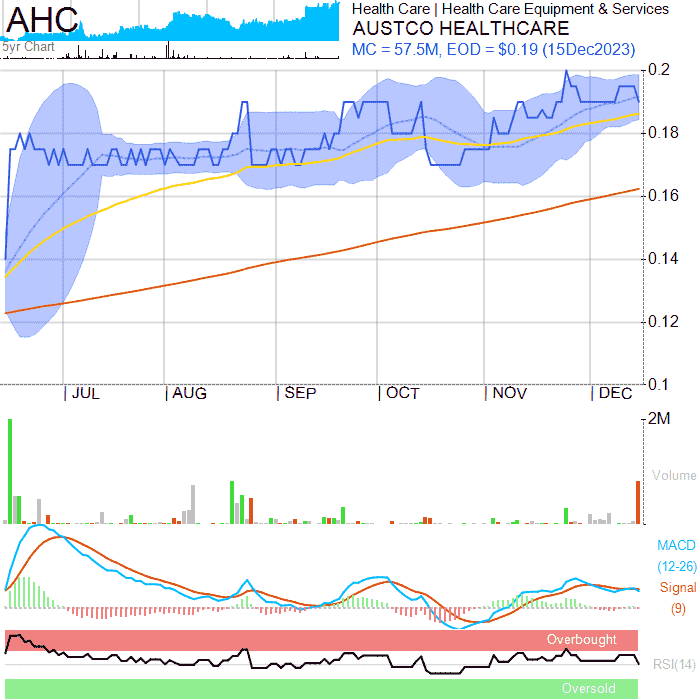 AHC
5yr Chart
Health Care | Health Care Equipment & Services
AUSTCO HEALTHCARE
MC = 57.5M, EOD = $0.19 (15Dec2023)
0.2
0.18
0.16
0.14
0.12
0.1
| JUL | AUG | SEP | OCT | NOV | DEC
2M
Volume
MACD
(12-26)
Signal
(9)
Overbought
RSI(14)
Oversold